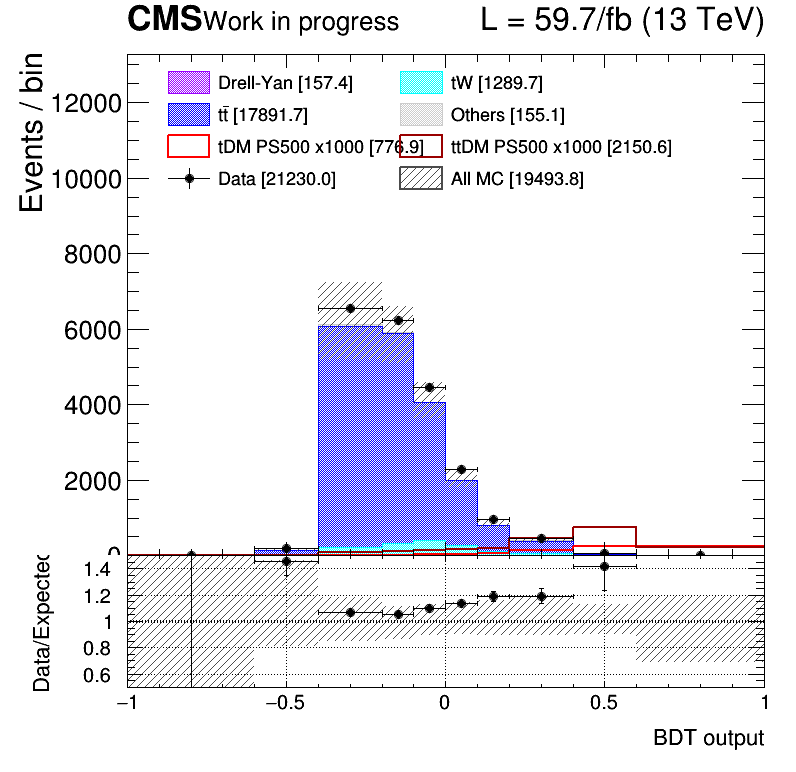 CMS Work in progress L = 59.7/fb (13 TeV)
Events / bin
Drell-Yan [157.4] tW [1289.7]
tt̄ [17891.7] Others [155.1]
tDM PS500 x1000 [776.9] ttDM PS500 x1000 [2150.6]
Data [21230.0] All MC [19493.8]
12000
10000
8000
6000
4000
2000
0
Data/Expected
1.4
1.2
1
0.8
0.6
−1 −0.5 0 0.5 1
BDT output